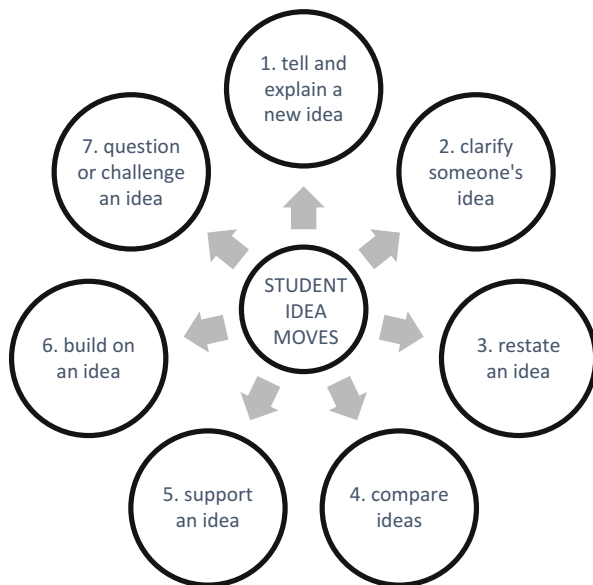 STUDENT
IDEA
MOVES
1. tell and
explain a
new idea
2. clarify
someone's
idea
3. restate
an idea
4. compare
ideas
5. support
an idea
6. build on
an idea
7. question
or challenge
an idea